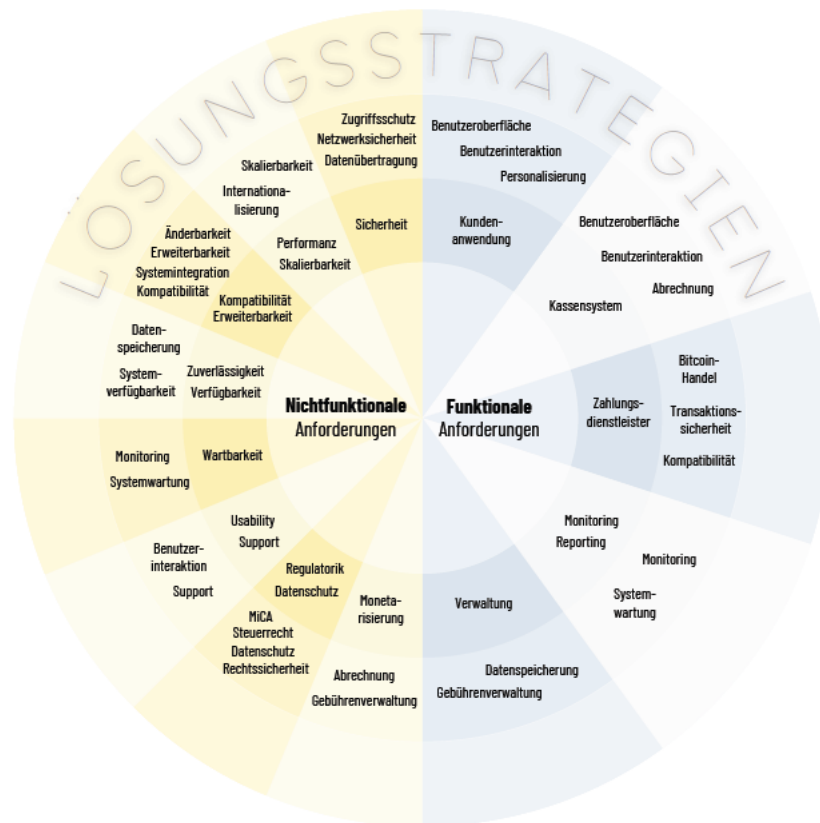 LÖSUNGSSTRATEGIEN
Zugriffsschutz
Netzwerksicherheit
Datenübertragung
Sicherheit
Benutzeroberfläche
Benutzerinteraktion
Personalisierung
Kunden-
anwendung
Benutzeroberfläche
Benutzerinteraktion
Abrechnung
Kassensystem
Bitcoin-
Handel
Transaktions-
sicherheit
Kompatibilität
Zahlungs-
dienstleister
Monitoring
Reporting
Monitoring
System-
wartung
Verwaltung
Datenspeicherung
Gebührenverwaltung
Funktionale
Anforderungen
Nichtfunktionale
Anforderungen
Skalierbarkeit
Internationa-
lisierung
Performanz
Skalierbarkeit
Änderbarkeit
Erweiterbarkeit
Systemintegration
Kompatibilität
Kompatibilität
Erweiterbarkeit
Daten-
speicherung
System-
verfügbarkeit
Zuverlässigkeit
Verfügbarkeit
Monitoring
Systemwartung
Wartbarkeit
Usability
Support
Benutzer-
interaktion
Support
Regulatorik
Datenschutz
MiCA
Steuerrecht
Datenschutz
Rechtssicherheit
Moneta-
risierung
Abrechnung
Gebührenverwaltung